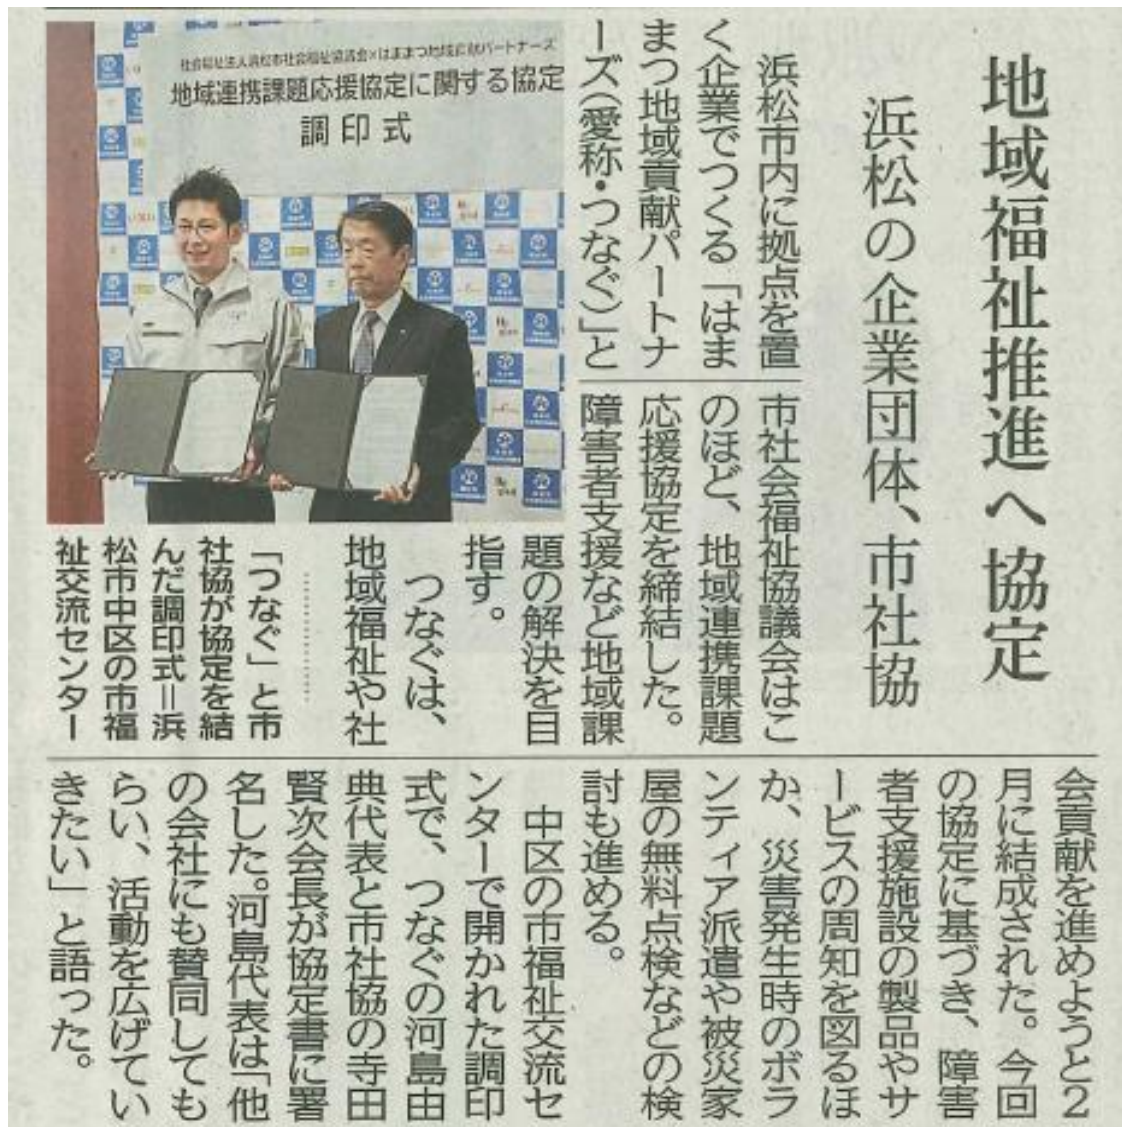 地域福祉推進へ協定
浜松の企業団体、市社協
浜松市内に拠点を置
く企業でつくる「はま
まつ地域貢献パートナ
ーズ（愛称・つなぐ）」と
市社会福祉協議会はこ
のほど、地域連携課題
応援協定を締結した。
障害者支援など地域課
題の解決を目
指す。
つなぐは、
地域福祉や社
会貢献を進めようと2
月に結成された。今回
の協定に基づき、障害
者支援施設の製品やサ
ービスの周知を図るほ
か、災害発生時のボラ
ンティア派遣や被災家
屋の無料点検などの検
討も進める。
中区の市福祉交流セ
ンターで開かれた調印
式で、つなぐの河島由
典代表と市社協の寺田
賢次会長が協定書に署
名した。河島代表は「他
の会社にも賛同しても
らい、活動を広げてい
きたい」と語った。
社会福祉法人浜松市社会福祉協議会×はままつ地域貢献パートナーズ
地域連携課題応援協定に関する協定
調印式
「つなぐ」と市
社協が協定を結
んだ調印式＝浜
松市中区の市福
祉交流センター